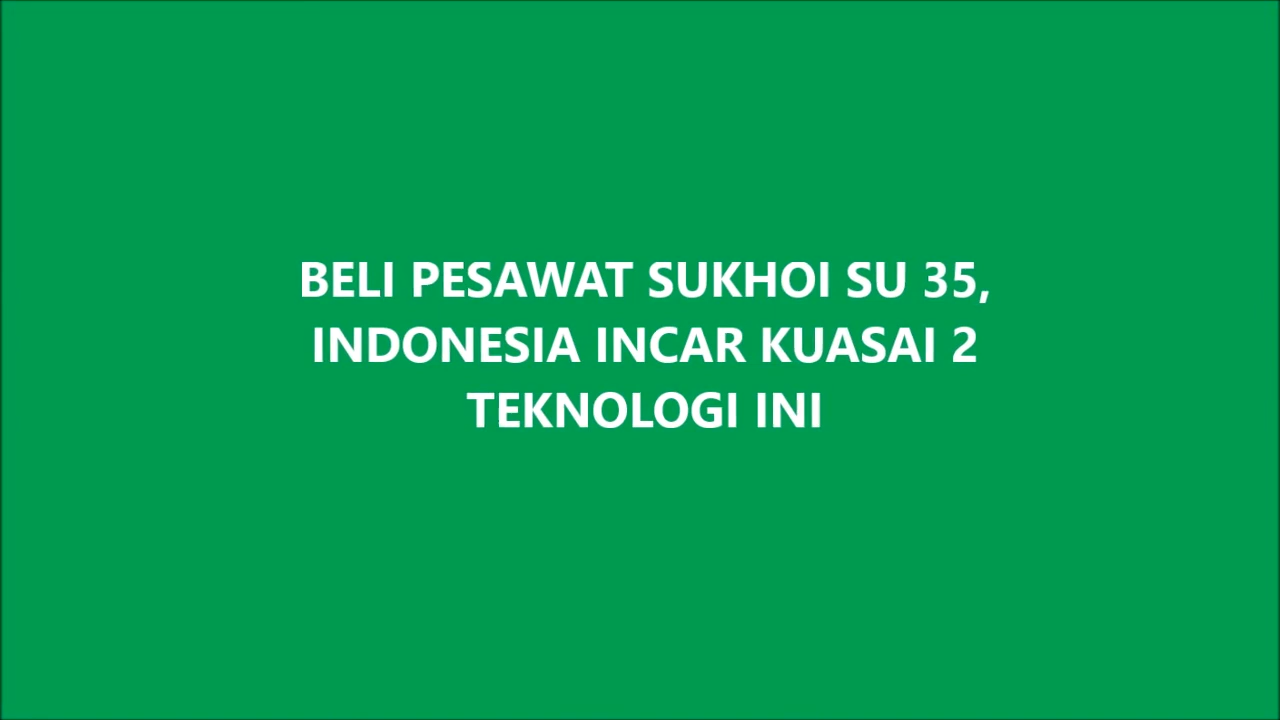 BELI PESAWAT SUKHOI SU 35,
INDONESIA INCAR KUASAI 2
TEKNOLOGI INI